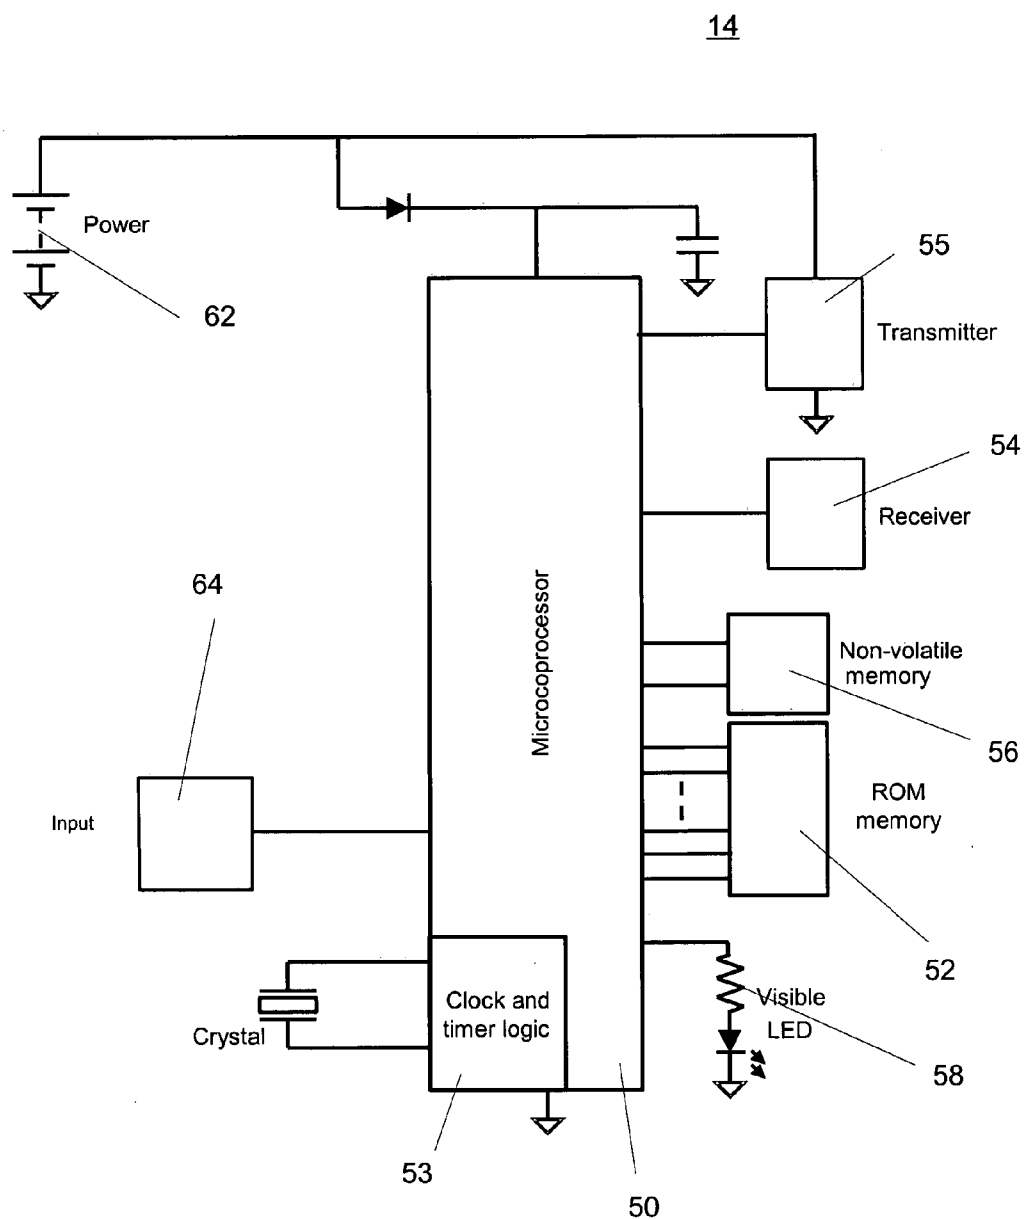 14
Power
62
55
Transmitter
54
Receiver
64
Microcoprocessor
Non-volatile
memory
56
Input
ROM
memory
52
Clock and
timer logic
Crystal
Visible
LED
58
53
50